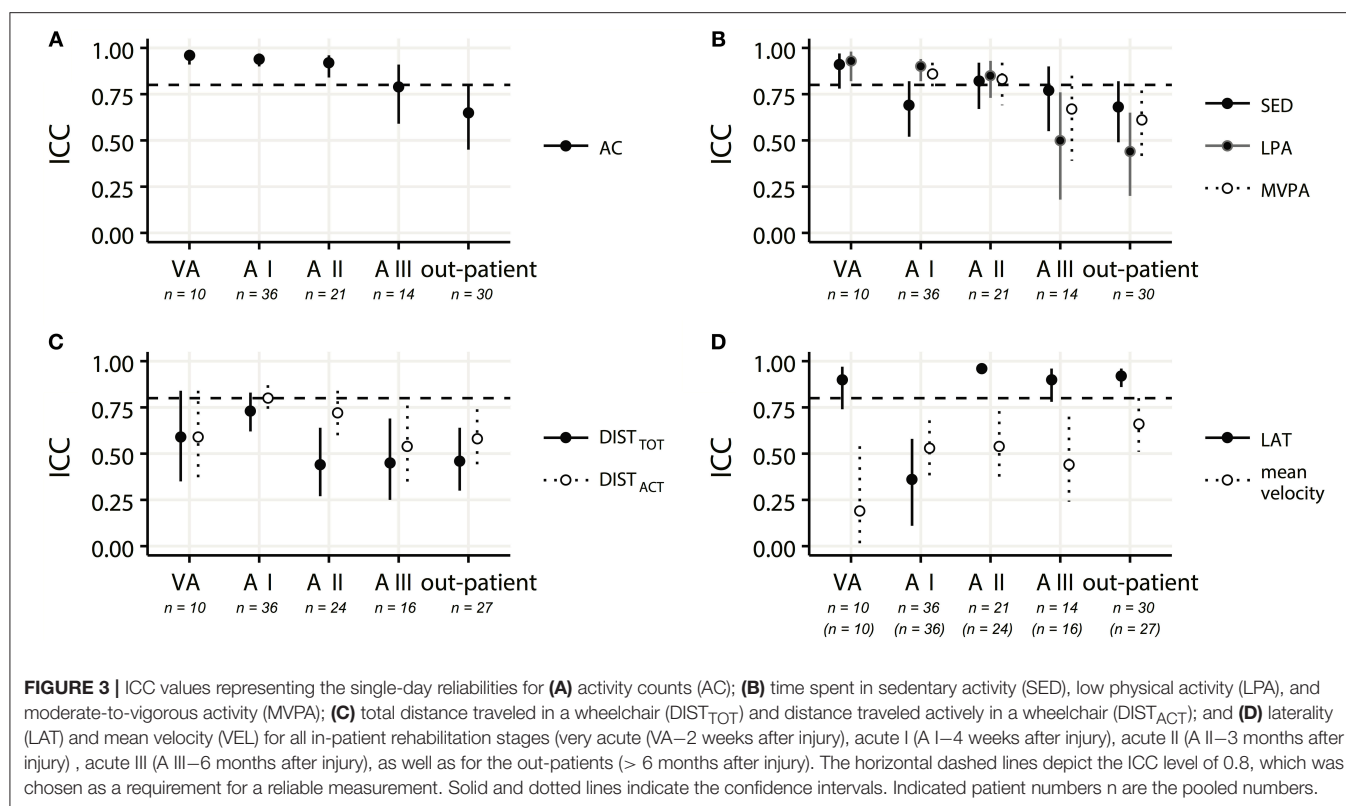 A
ICC
1.00
0.75
0.50
0.25
0.00
VA A I A II A III out-patient
n = 10 n = 36 n = 21 n = 14 n = 30
AC
B
ICC
1.00
0.75
0.50
0.25
0.00
VA A I A II A III out-patient
n = 10 n = 36 n = 21 n = 14 n = 30
SED
LPA
MVPA
C
ICC
1.00
0.75
0.50
0.25
0.00
VA A I A II A III out-patient
n = 10 n = 36 n = 24 n = 16 n = 27
DIST TOT
DIST ACT
D
ICC
1.00
0.75
0.50
0.25
0.00
VA A I A II A III out-patient
n = 10 n = 36 n = 21 n = 14 n = 30
(n = 10) (n = 36) (n = 24) (n = 16) (n = 27)
LAT
mean
velocity
FIGURE 3 | ICC values representing the single-day reliabilities for (A) activity counts (AC); (B) time spent in sedentary activity (SED), low physical activity (LPA), and
moderate-to-vigorous activity (MVPA); (C) total distance traveled in a wheelchair (DIST TOT) and distance traveled actively in a wheelchair (DIST ACT); and (D) laterality
(LAT) and mean velocity (VEL) for all in-patient rehabilitation stages (very acute (VA–2 weeks after injury), acute I (A I–4 weeks after injury), acute II (A II–3 months after
injury) , acute III (A III–6 months after injury), as well as for the out-patients (> 6 months after injury). The horizontal dashed lines depict the ICC level of 0.8, which was
chosen as a requirement for a reliable measurement. Solid and dotted lines indicate the confidence intervals. Indicated patient numbers n are the pooled numbers.